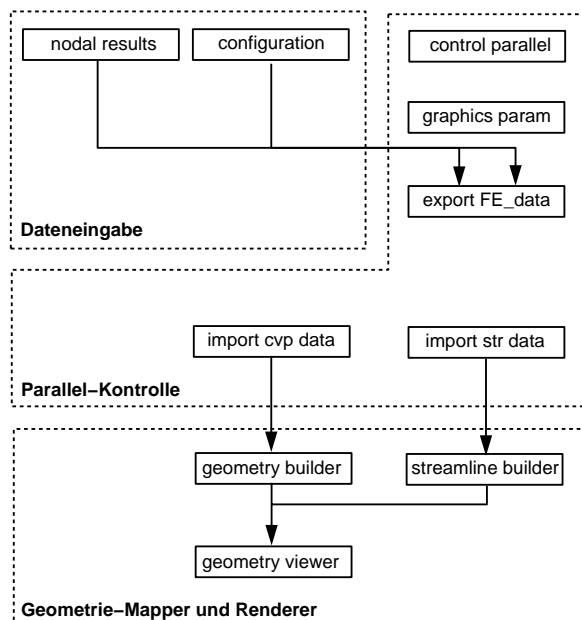 nodal results
configuration
control parallel
graphics param
export FE_data
Dateneingabe
import cvp data
import str data
Parallel–Kontrolle
geometry builder
streamline builder
geometry viewer
Geometrie–Mapper und Renderer